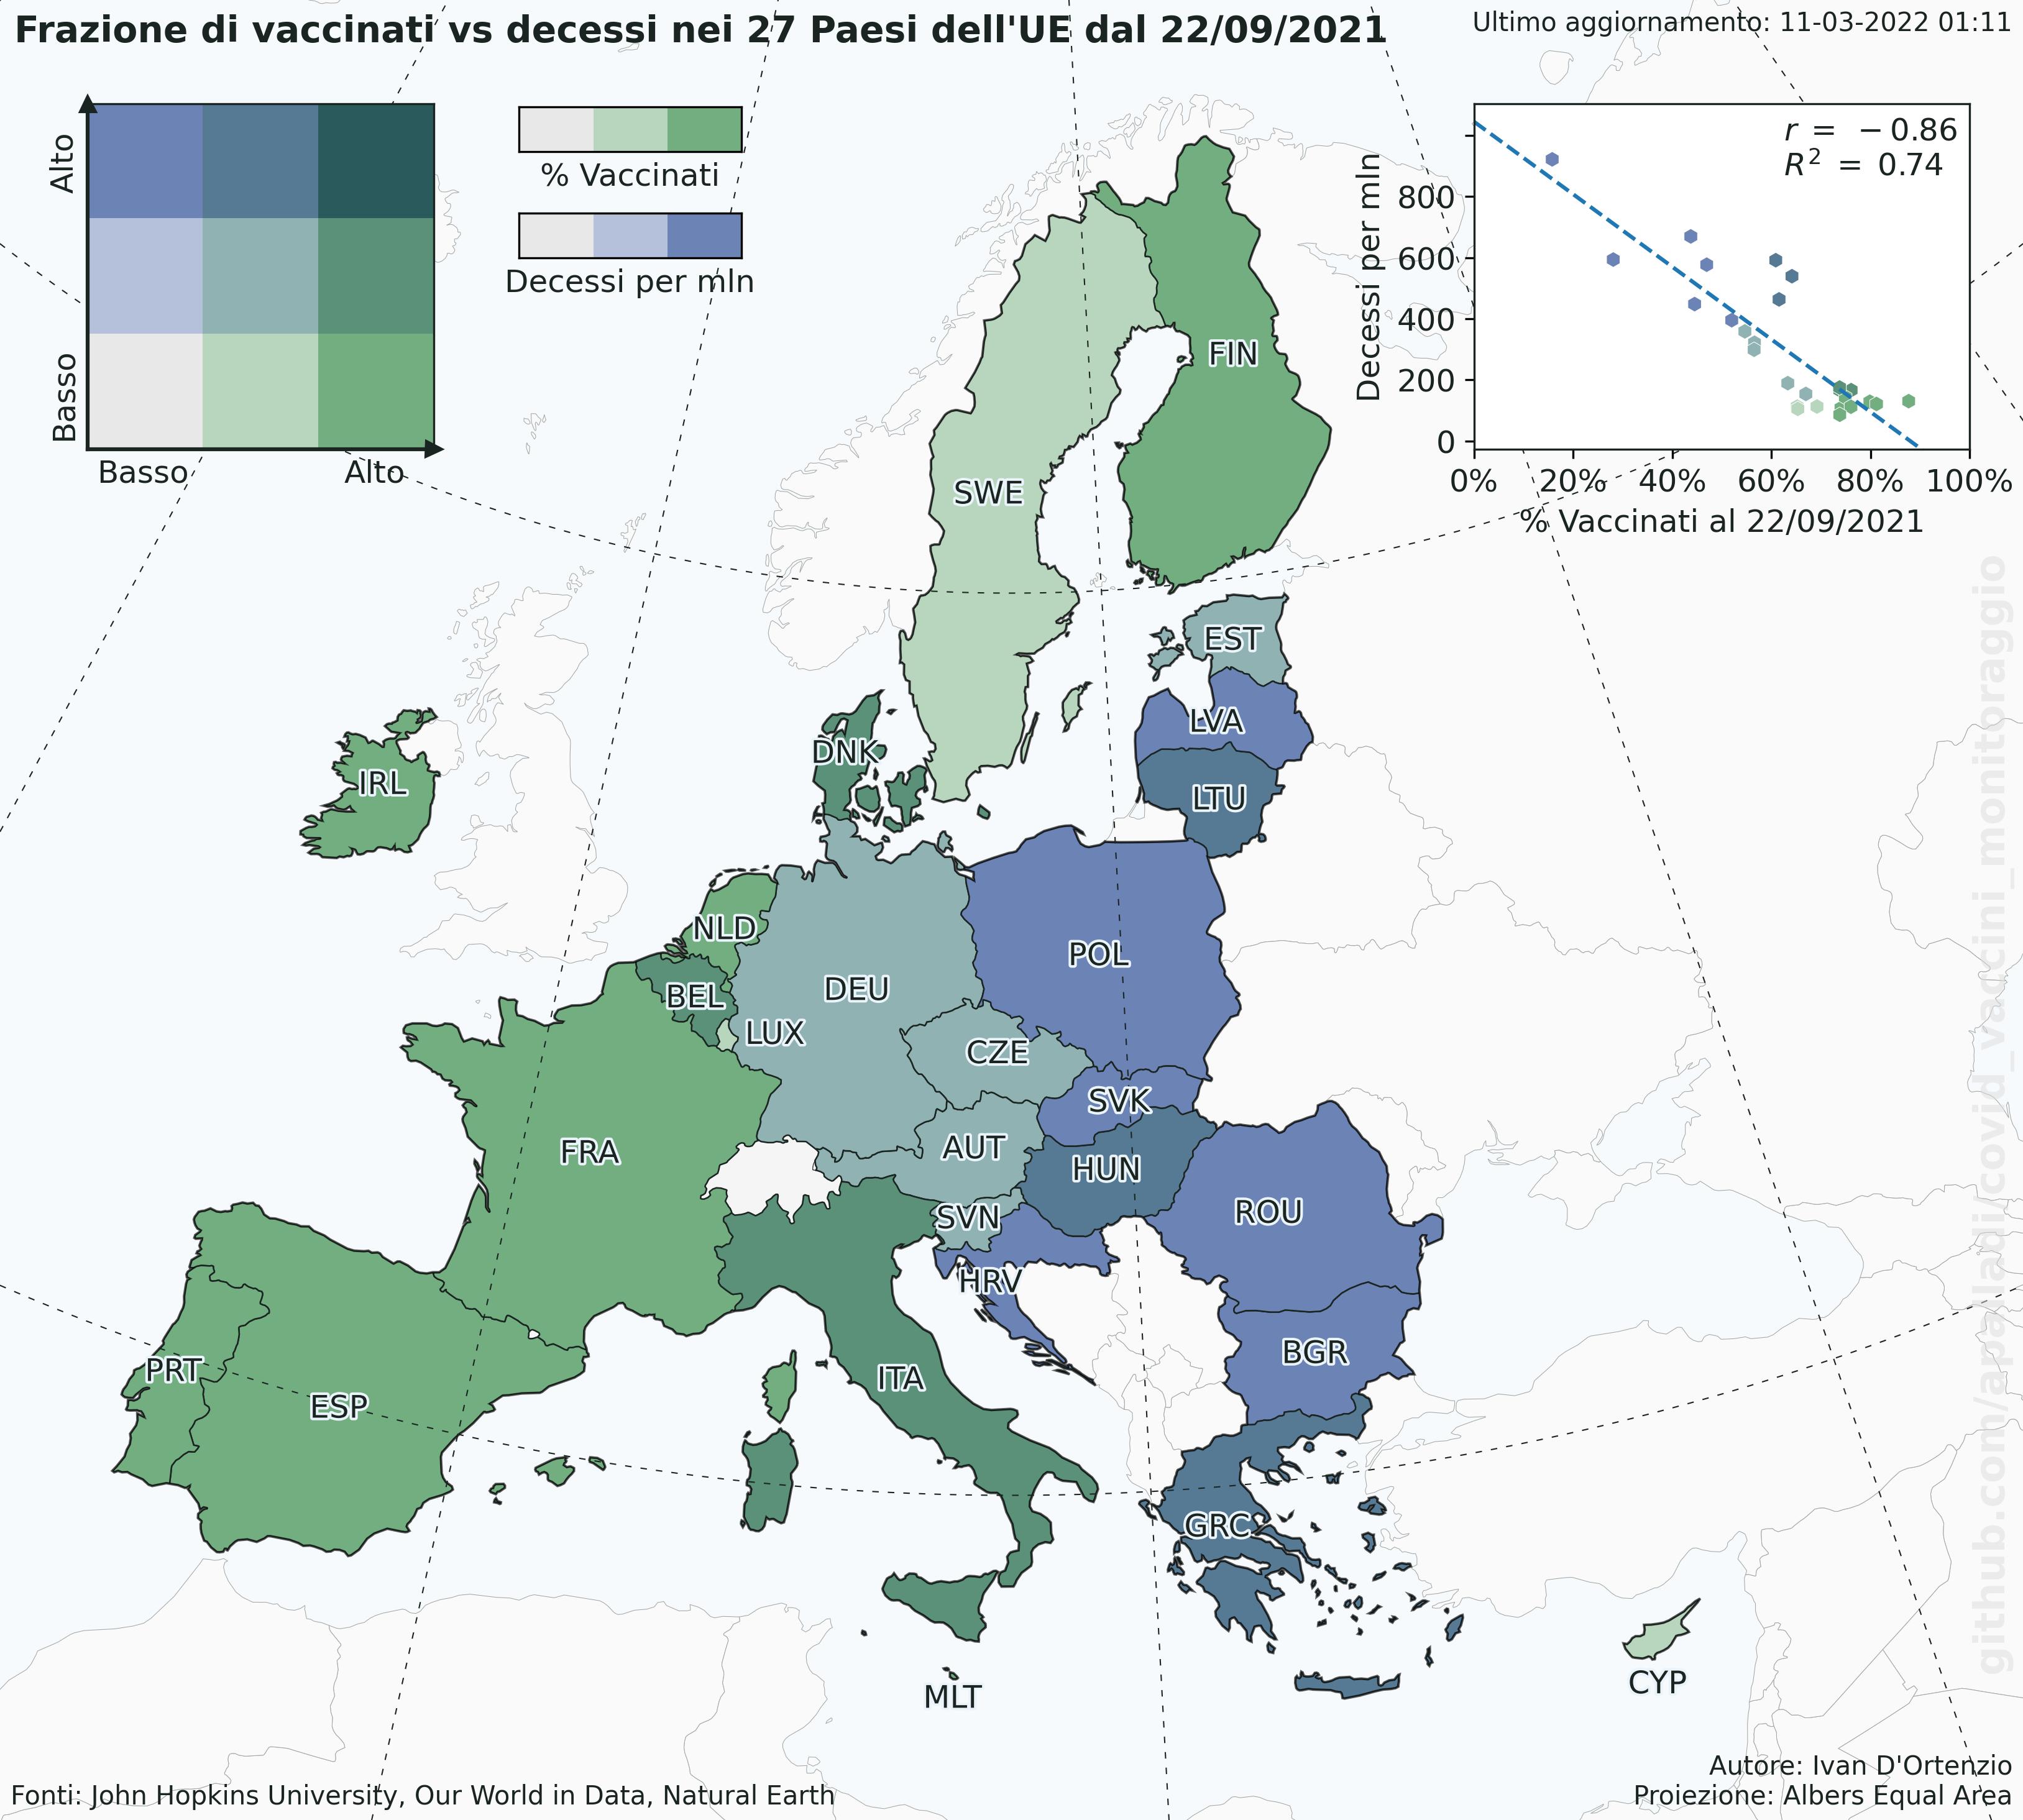 Frazione di vaccinati vs decessi nei 27 Paesi dell'UE dal 22/09/2021
Ultimo aggiornamento: 11-03-2022 01:11
Alto
Basso
Basso
Alto
% Vaccinati
Decessi per mln
r = −0.86
R² = 0.74
Decessi per mln
800
600
400
200
0
0%
20%
40%
60%
80%
100%
% Vaccinati al 22/09/2021
FIN
SWE
EST
LVA
LTU
DNK
IRL
NLD
POL
DEU
BEL
LUX
CZE
SVK
AUT
FRA
HUN
SVN
ROU
HRV
BGR
PRT
ITA
ESP
GRC
CYP
MLT
github.com/apalladi/covid_vaccini_monitoraggio
Fonti: John Hopkins University, Our World in Data, Natural Earth
Autore: Ivan D'Ortenzio
Proiezione: Albers Equal Area